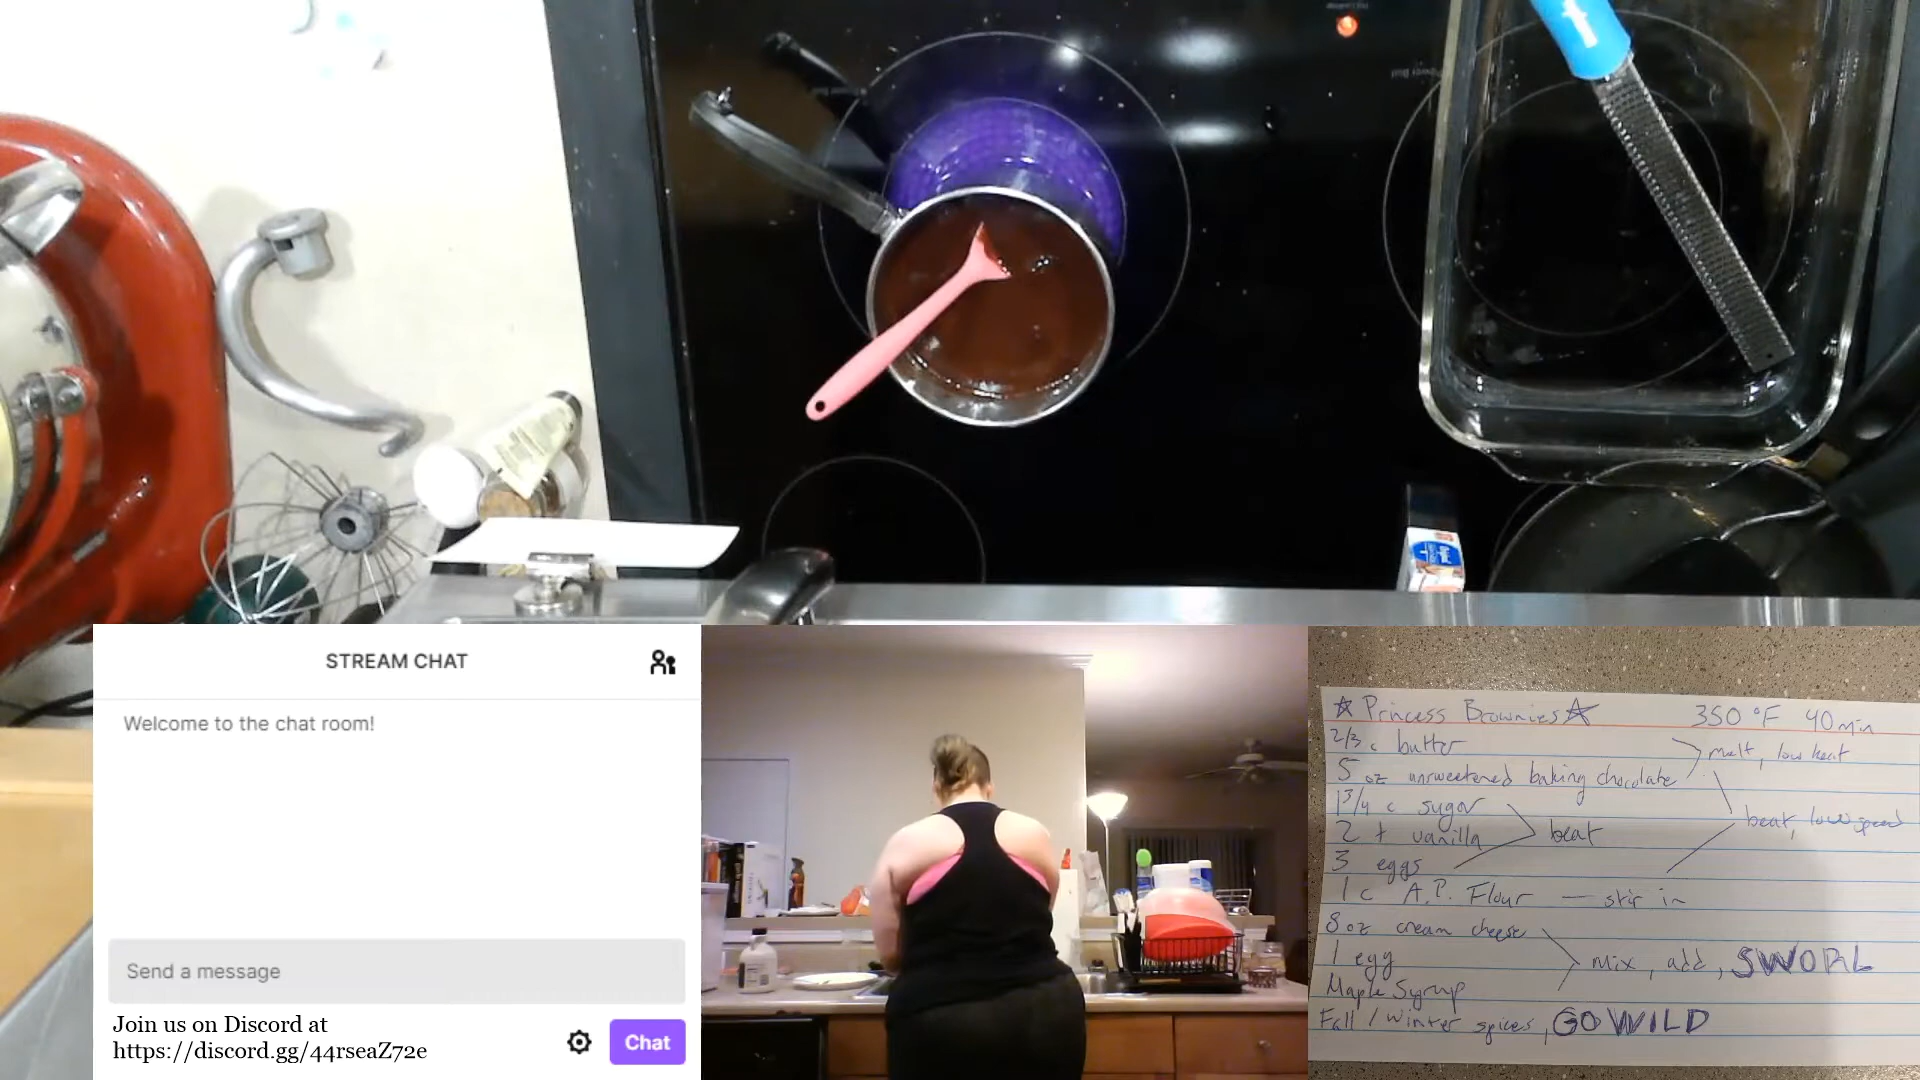 STREAM CHAT
Welcome to the chat room!
Send a message
Join us on Discord at
https://discord.gg/44rseaZ72e
Chat
☆ Princess Brownies ☆ 350 °F 40 min
2/3 c butter
melt, low heat
5 oz unsweetened baking chocolate
1 3/4 c sugar
beat, low speed
2 t vanilla
beat
3 eggs
1 c A.P. Flour — stir in
8 oz cream cheese
1 egg
mix, add, SWORL
Maple Syrup
Fall / Winter spices, GO WILD